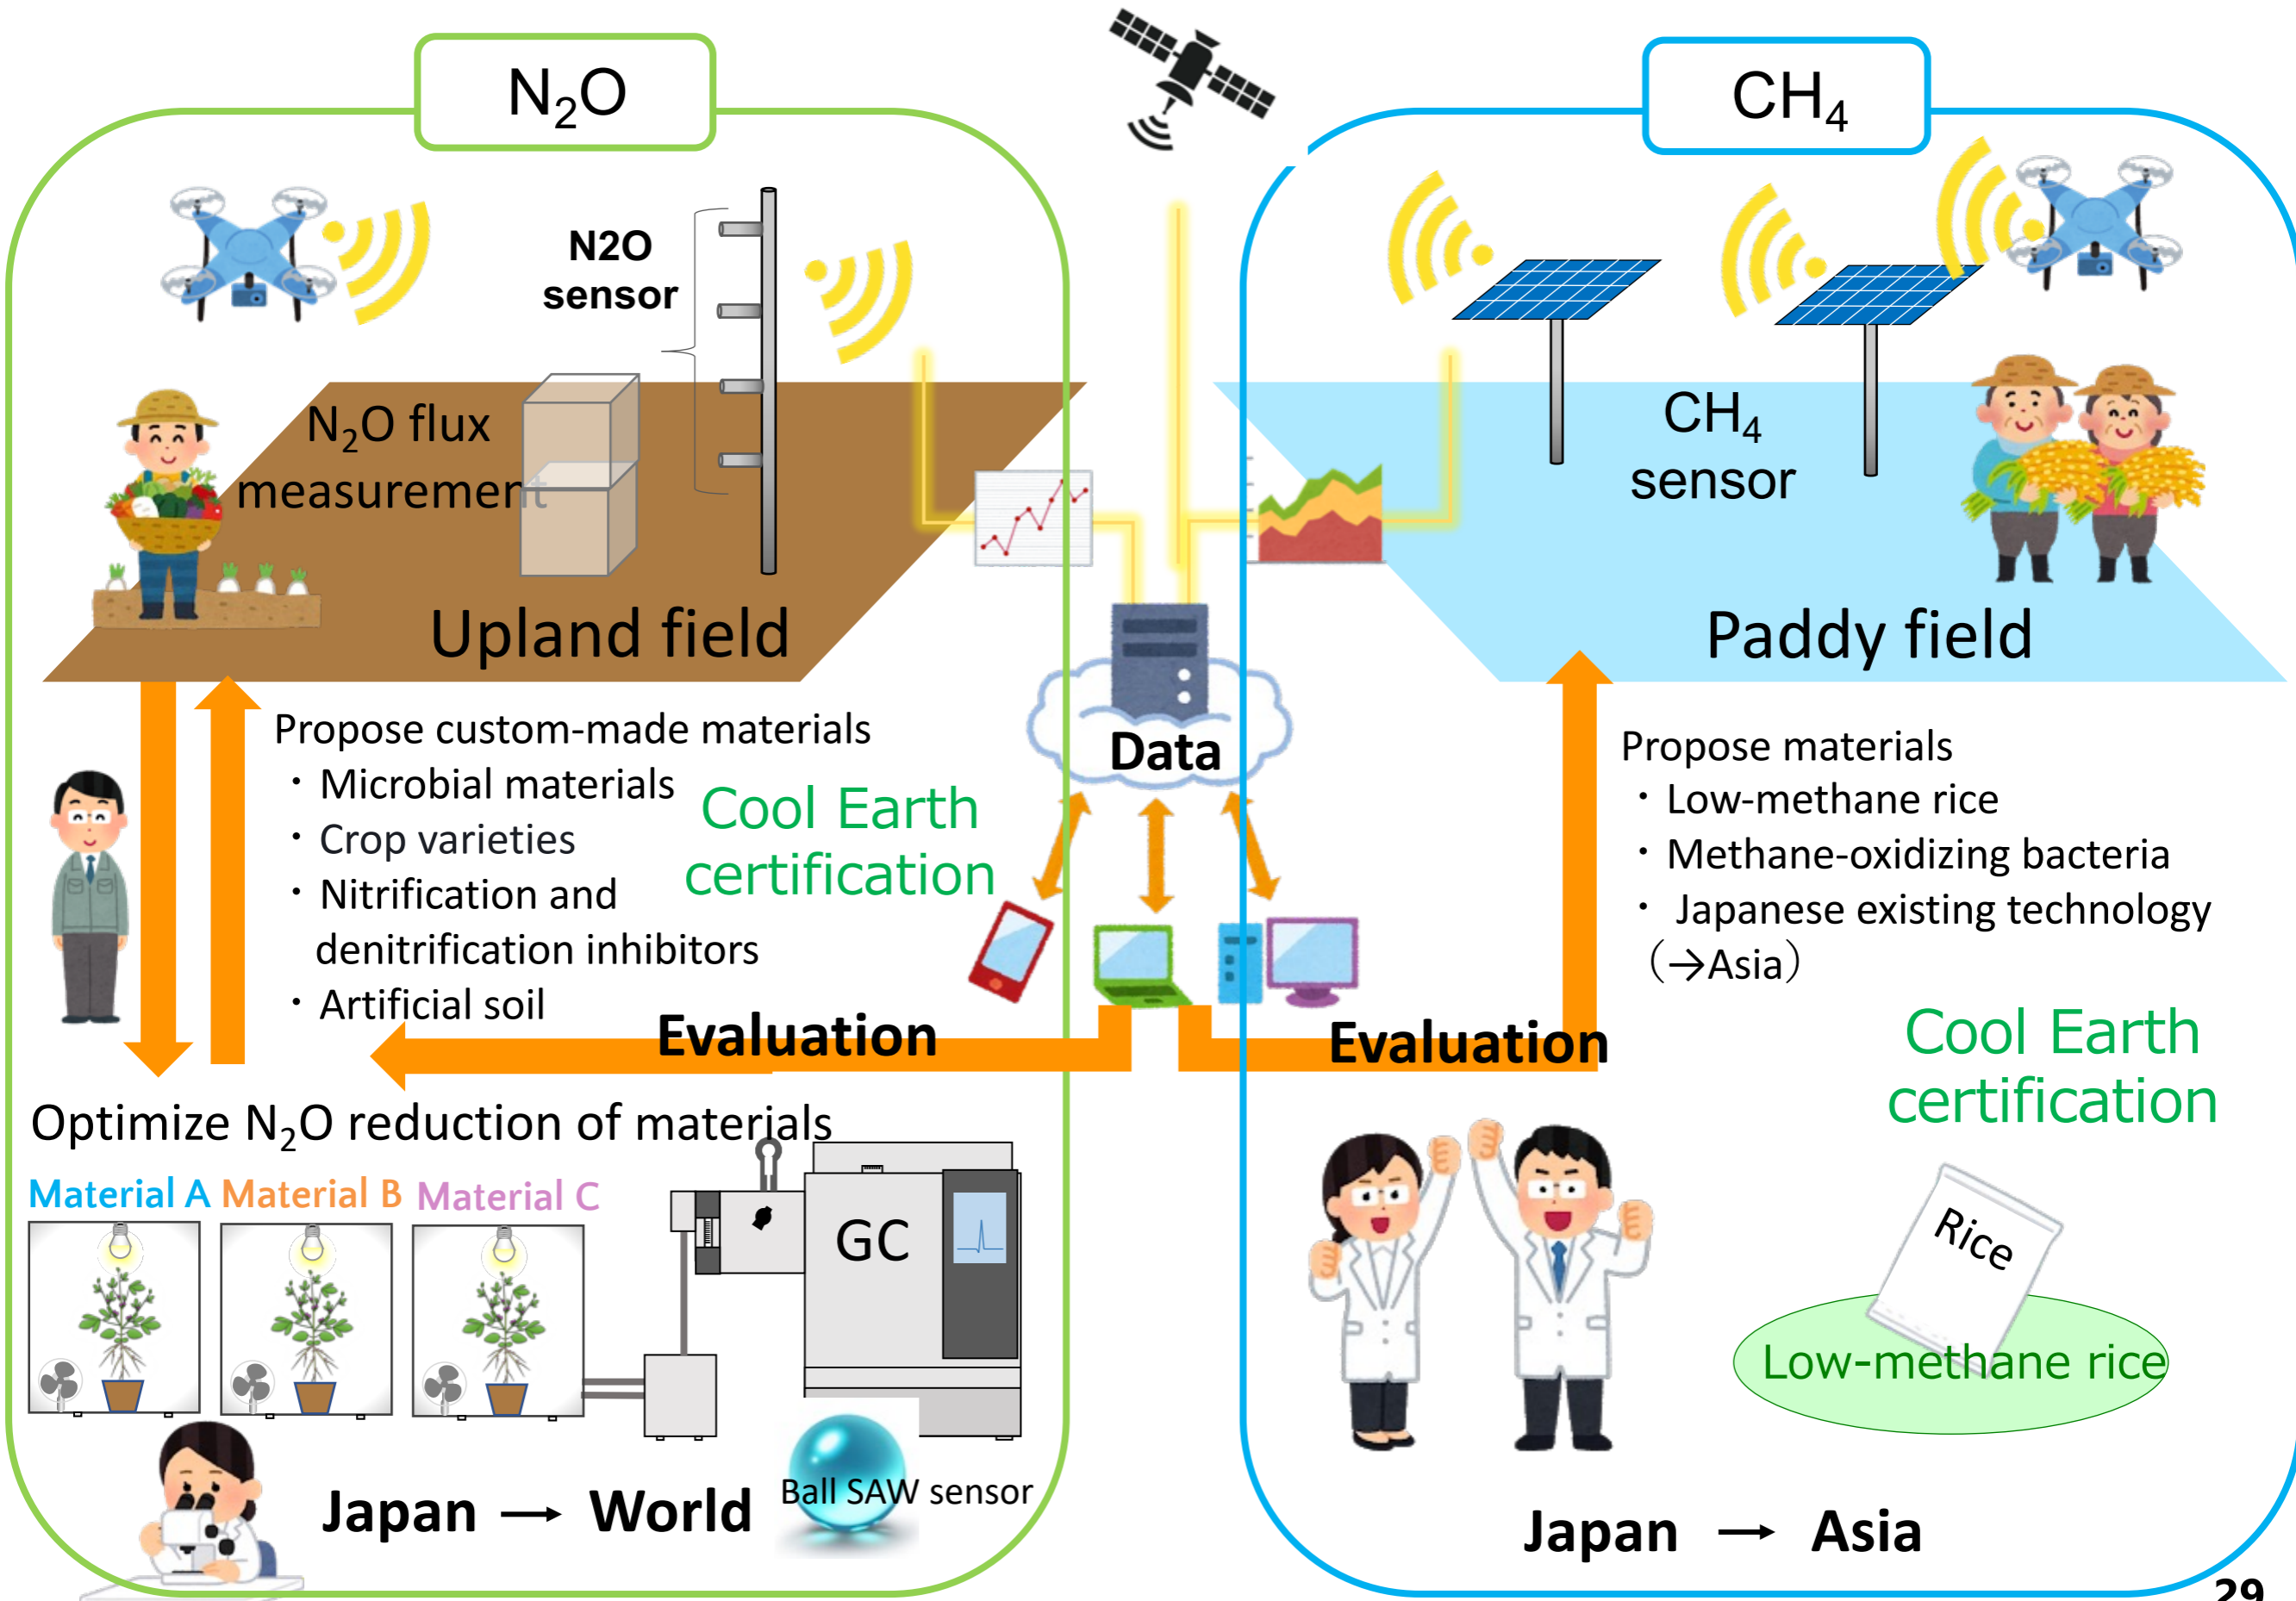 N₂O
N2O
sensor
N₂O flux
measurement
Upland field
Propose custom-made materials
・Microbial materials
・Crop varieties
・Nitrification and
denitrification inhibitors
・Artificial soil
Cool Earth
certification
Evaluation
Optimize N₂O reduction of materials
Material A
Material B
Material C
GC
Ball SAW sensor
Japan → World
Data
CH₄
CH₄
sensor
Paddy field
Propose materials
・Low-methane rice
・Methane-oxidizing bacteria
・ Japanese existing technology
（→Asia）
Evaluation
Cool Earth
certification
Rice
Low-methane rice
Japan → Asia
29